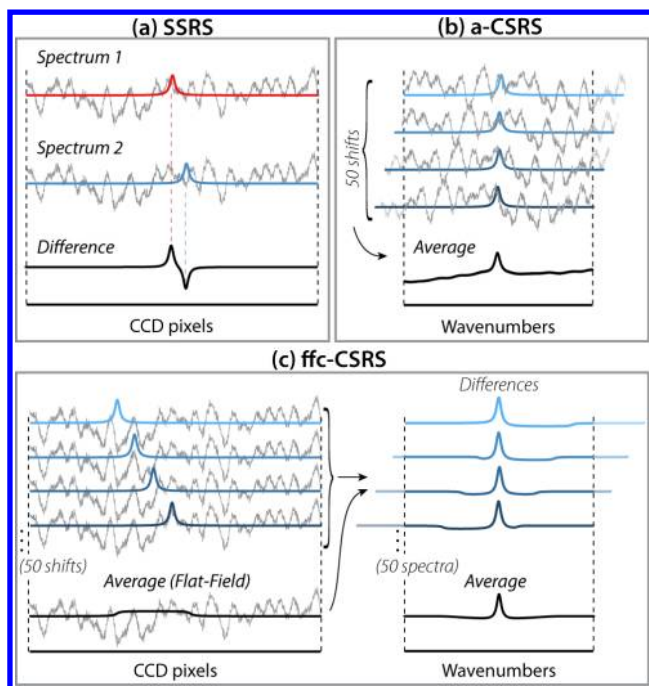 (a) SSRS
Spectrum 1
Spectrum 2
Difference
CCD pixels
(b) a-CSRS
50 shifts
Average
Wavenumbers
(c) ffc-CSRS
(50 shifts)
Average (Flat-Field)
CCD pixels
Differences
(50 spectra)
Average
Wavenumbers